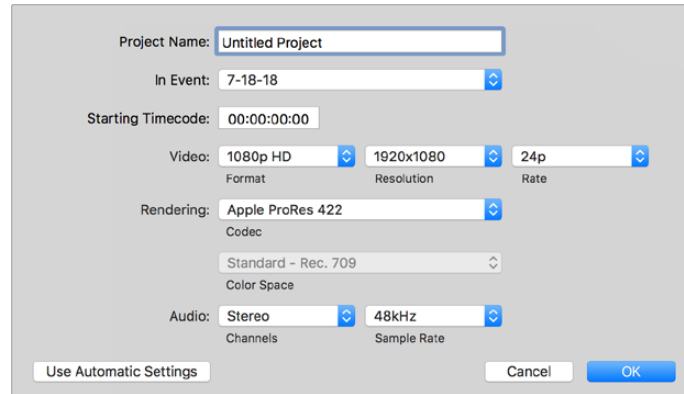 Project Name: Untitled Project
In Event: 7-18-18
Starting Timecode: 00:00:00:00
Video: 1080p HD 1920x1080 24p
Format Resolution Rate
Rendering: Apple ProRes 422
Codec
Standard - Rec. 709
Color Space
Audio: Stereo 48kHz
Channels Sample Rate
Use Automatic Settings Cancel OK